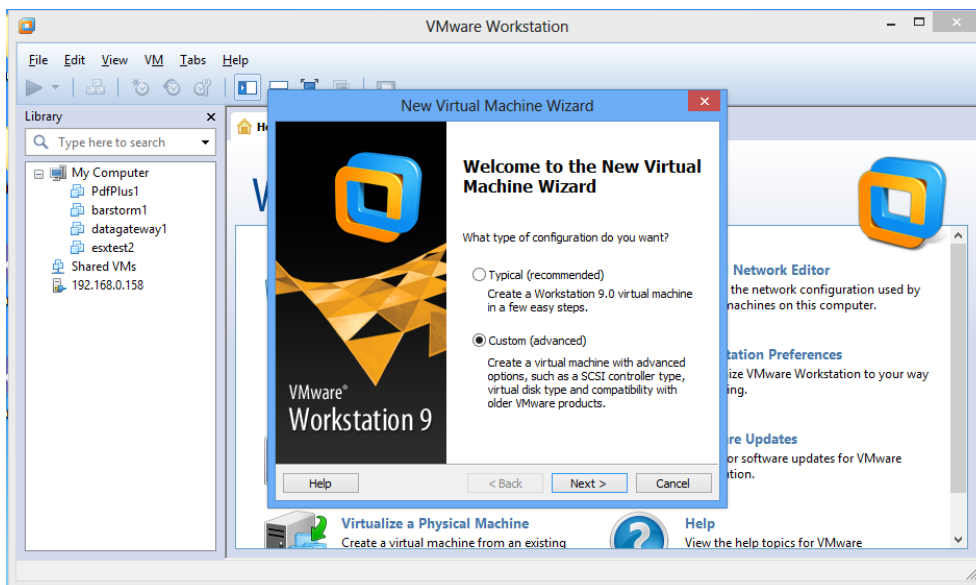 VMware Workstation
File Edit View VM Tabs Help
Library
Type here to search
My Computer
PdfPlus1
barstorm1
datagateway1
esxtest2
Shared VMs
192.168.0.158
New Virtual Machine Wizard
Welcome to the New Virtual
Machine Wizard
What type of configuration do you want?
Typical (recommended)
Create a Workstation 9.0 virtual machine
in a few easy steps.
Custom (advanced)
Create a virtual machine with advanced
options, such as a SCSI controller type,
virtual disk type and compatibility with
older VMware products.
VMware®
Workstation 9
Help
< Back
Next >
Cancel
Network Editor
the network configuration used by
machines on this computer.
Preferences
VMware Workstation to your way
Updates
or software updates for VMware
Virtualize a Physical Machine
Create a virtual machine from an existing
Help
View the help topics for VMware